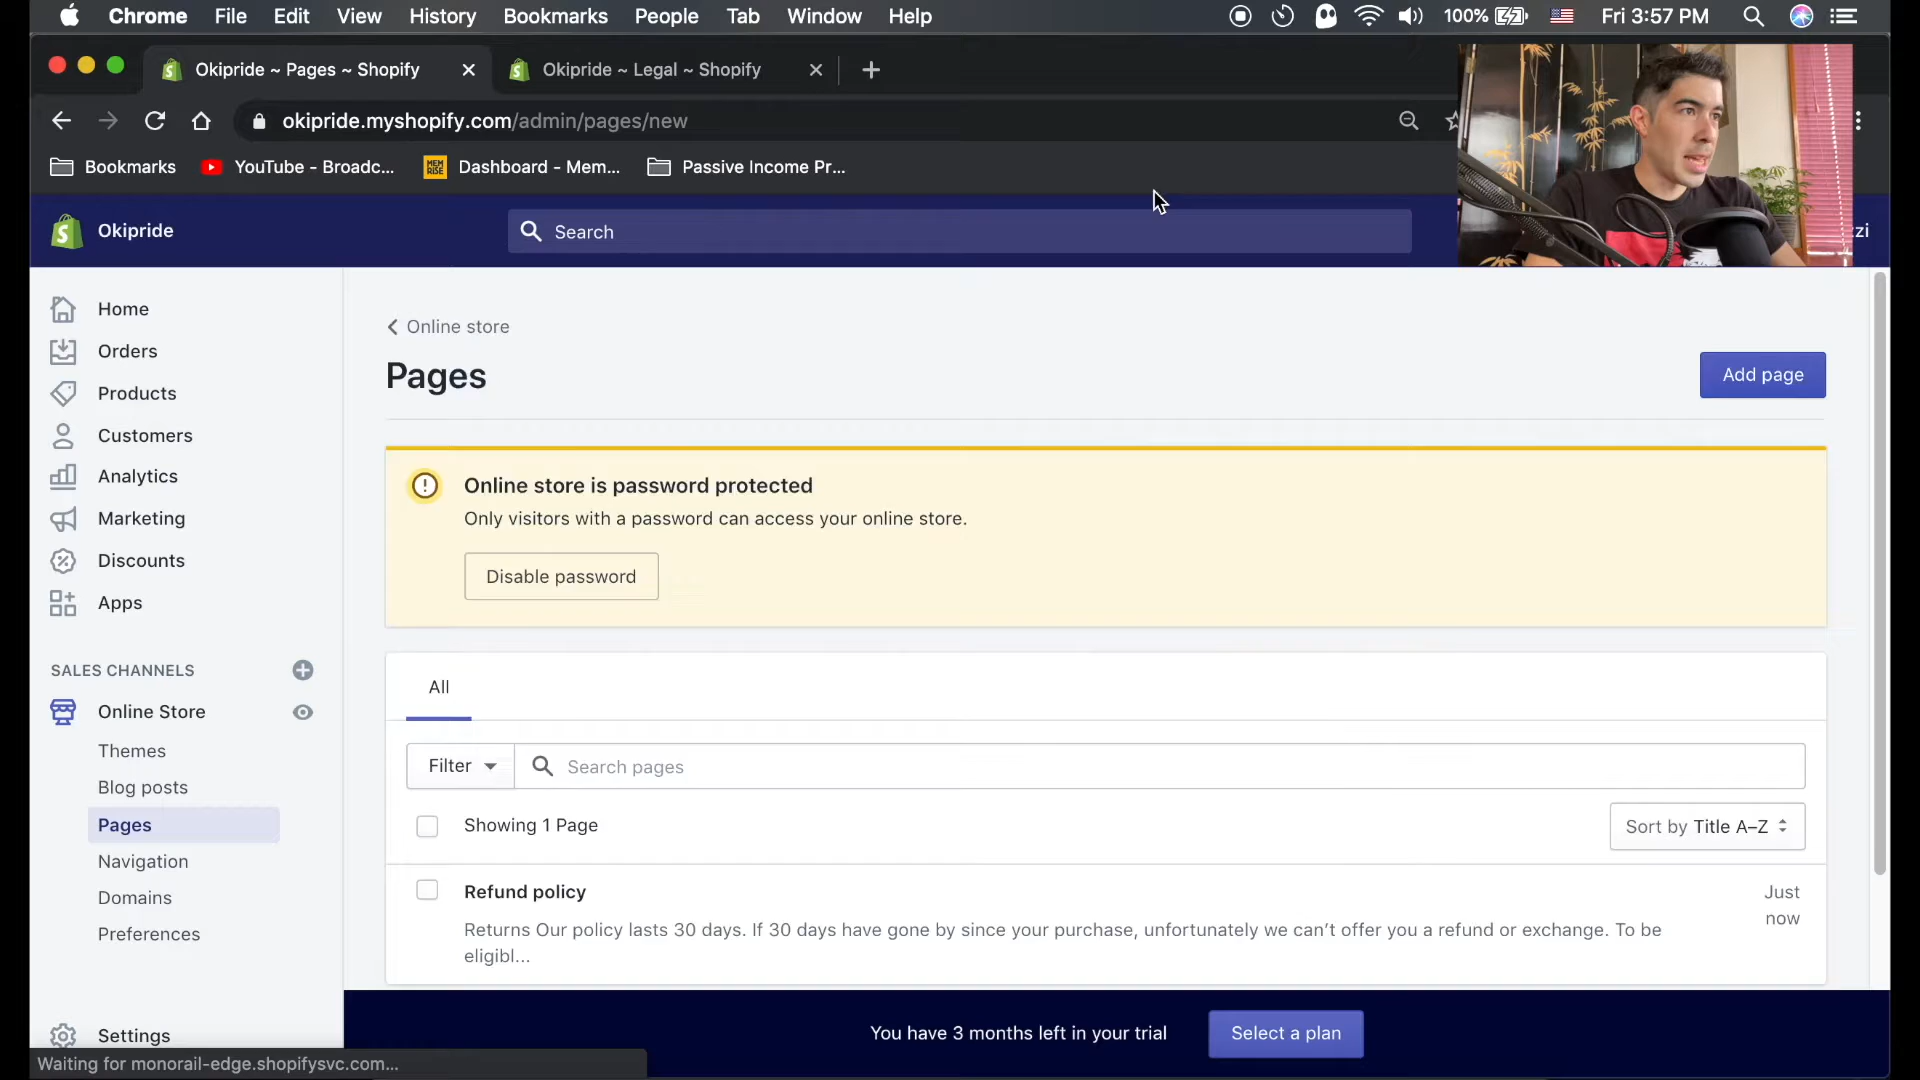 Chrome File Edit View History Bookmarks People Tab Window Help 100% Fri 3:57 PM
Okipride ~ Pages ~ Shopify Okipride ~ Legal ~ Shopify
okipride.myshopify.com/admin/pages/new
Bookmarks YouTube - Broadc... MEM RISE Dashboard - Mem... Passive Income Pr...
Okipride Search zi
Home
Orders
Products
Customers
Analytics
Marketing
Discounts
Apps
SALES CHANNELS
Online Store
Themes
Blog posts
Pages
Navigation
Domains
Preferences
Settings
Waiting for monorail-edge.shopifysvc.com...
Online store
Pages
Add page
Online store is password protected
Only visitors with a password can access your online store.
Disable password
All
Filter Search pages
Showing 1 Page Sort by Title A–Z
Refund policy Just now
Returns Our policy lasts 30 days. If 30 days have gone by since your purchase, unfortunately we can’t offer you a refund or exchange. To be
eligibl...
You have 3 months left in your trial Select a plan